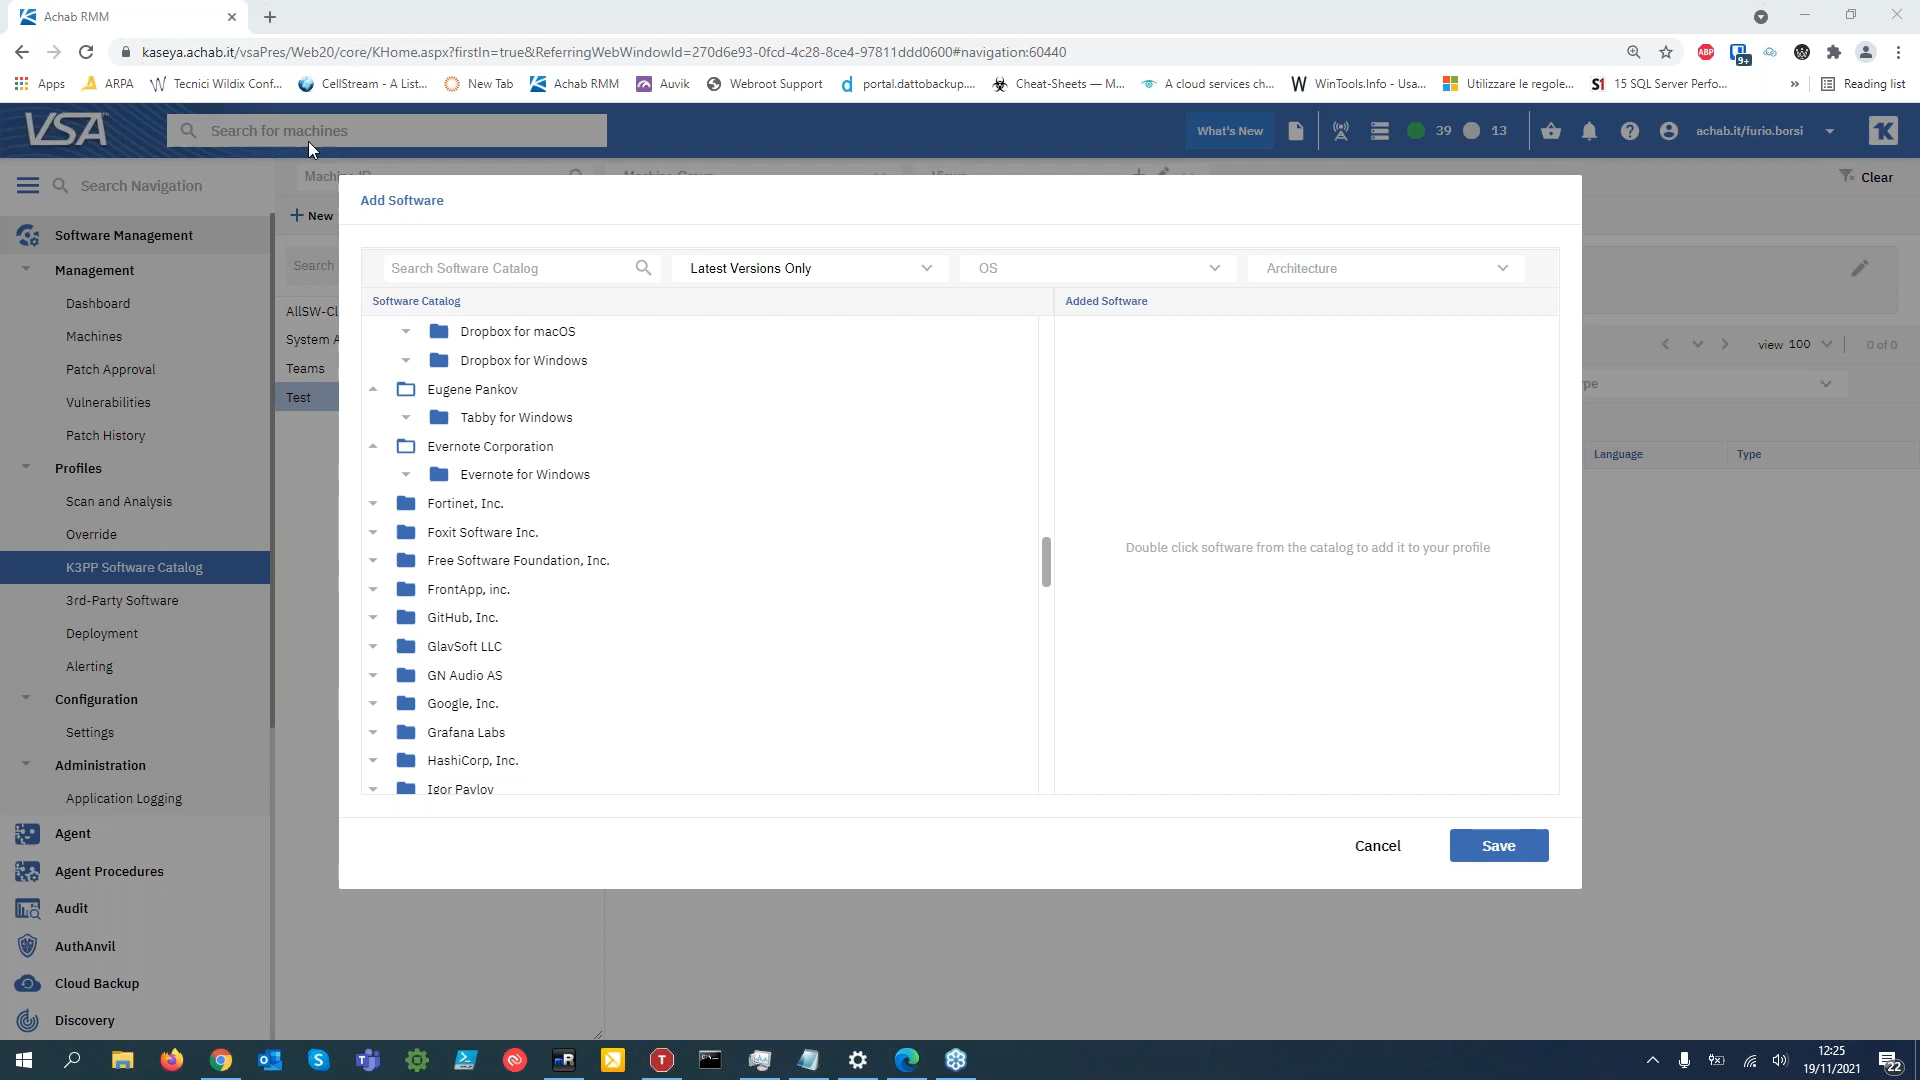 Achab RMM
kaseya.achab.it/vsaPres/Web20/core/KHome.aspx?firstIn=true&ReferringWebWindowId=270d6e93-0fcd-4c28-8ce4-97811ddd0600#navigation:60440
ABP
9+
Apps
ARPA
Tecnici Wildix Conf...
CellStream - A List...
New Tab
Achab RMM
Auvik
Webroot Support
portal.dattobackup....
Cheat-Sheets — M...
A cloud services ch...
WinTools.Info - Usa...
Utilizzare le regole...
15 SQL Server Perfo...
Reading list
VSA
Search for machines
What's New
39
13
achab.it/furio.borsi
Search Navigation
Clear
Software Management
Management
Dashboard
Machines
Patch Approval
Vulnerabilities
Patch History
Profiles
Scan and Analysis
Override
K3PP Software Catalog
3rd-Party Software
Deployment
Alerting
Configuration
Settings
Administration
Application Logging
Agent
Agent Procedures
Audit
AuthAnvil
Cloud Backup
Discovery
New
Search
AllSW-Cl
System A
Teams
Test
Add Software
Search Software Catalog
Latest Versions Only
OS
Architecture
Software Catalog
Added Software
Dropbox for macOS
Dropbox for Windows
Eugene Pankov
Tabby for Windows
Evernote Corporation
Evernote for Windows
Fortinet, Inc.
Foxit Software Inc.
Free Software Foundation, Inc.
FrontApp, inc.
GitHub, Inc.
GlavSoft LLC
GN Audio AS
Google, Inc.
Grafana Labs
HashiCorp, Inc.
Igor Pavlov
Double click software from the catalog to add it to your profile
Cancel
Save
view 100
0 of 0
pe
Language
Type
12:25
19/11/2021
22